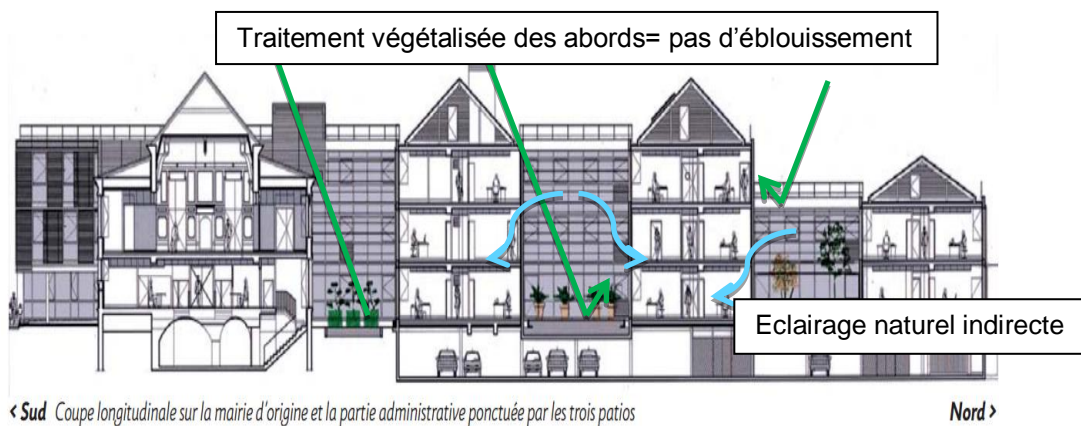 Traitement végétalisée des abords= pas d’éblouissement
Eclairage naturel indirecte
< Sud Coupe longitudinale sur la mairie d'origine et la partie administrative ponctuée par les trois patios
Nord >